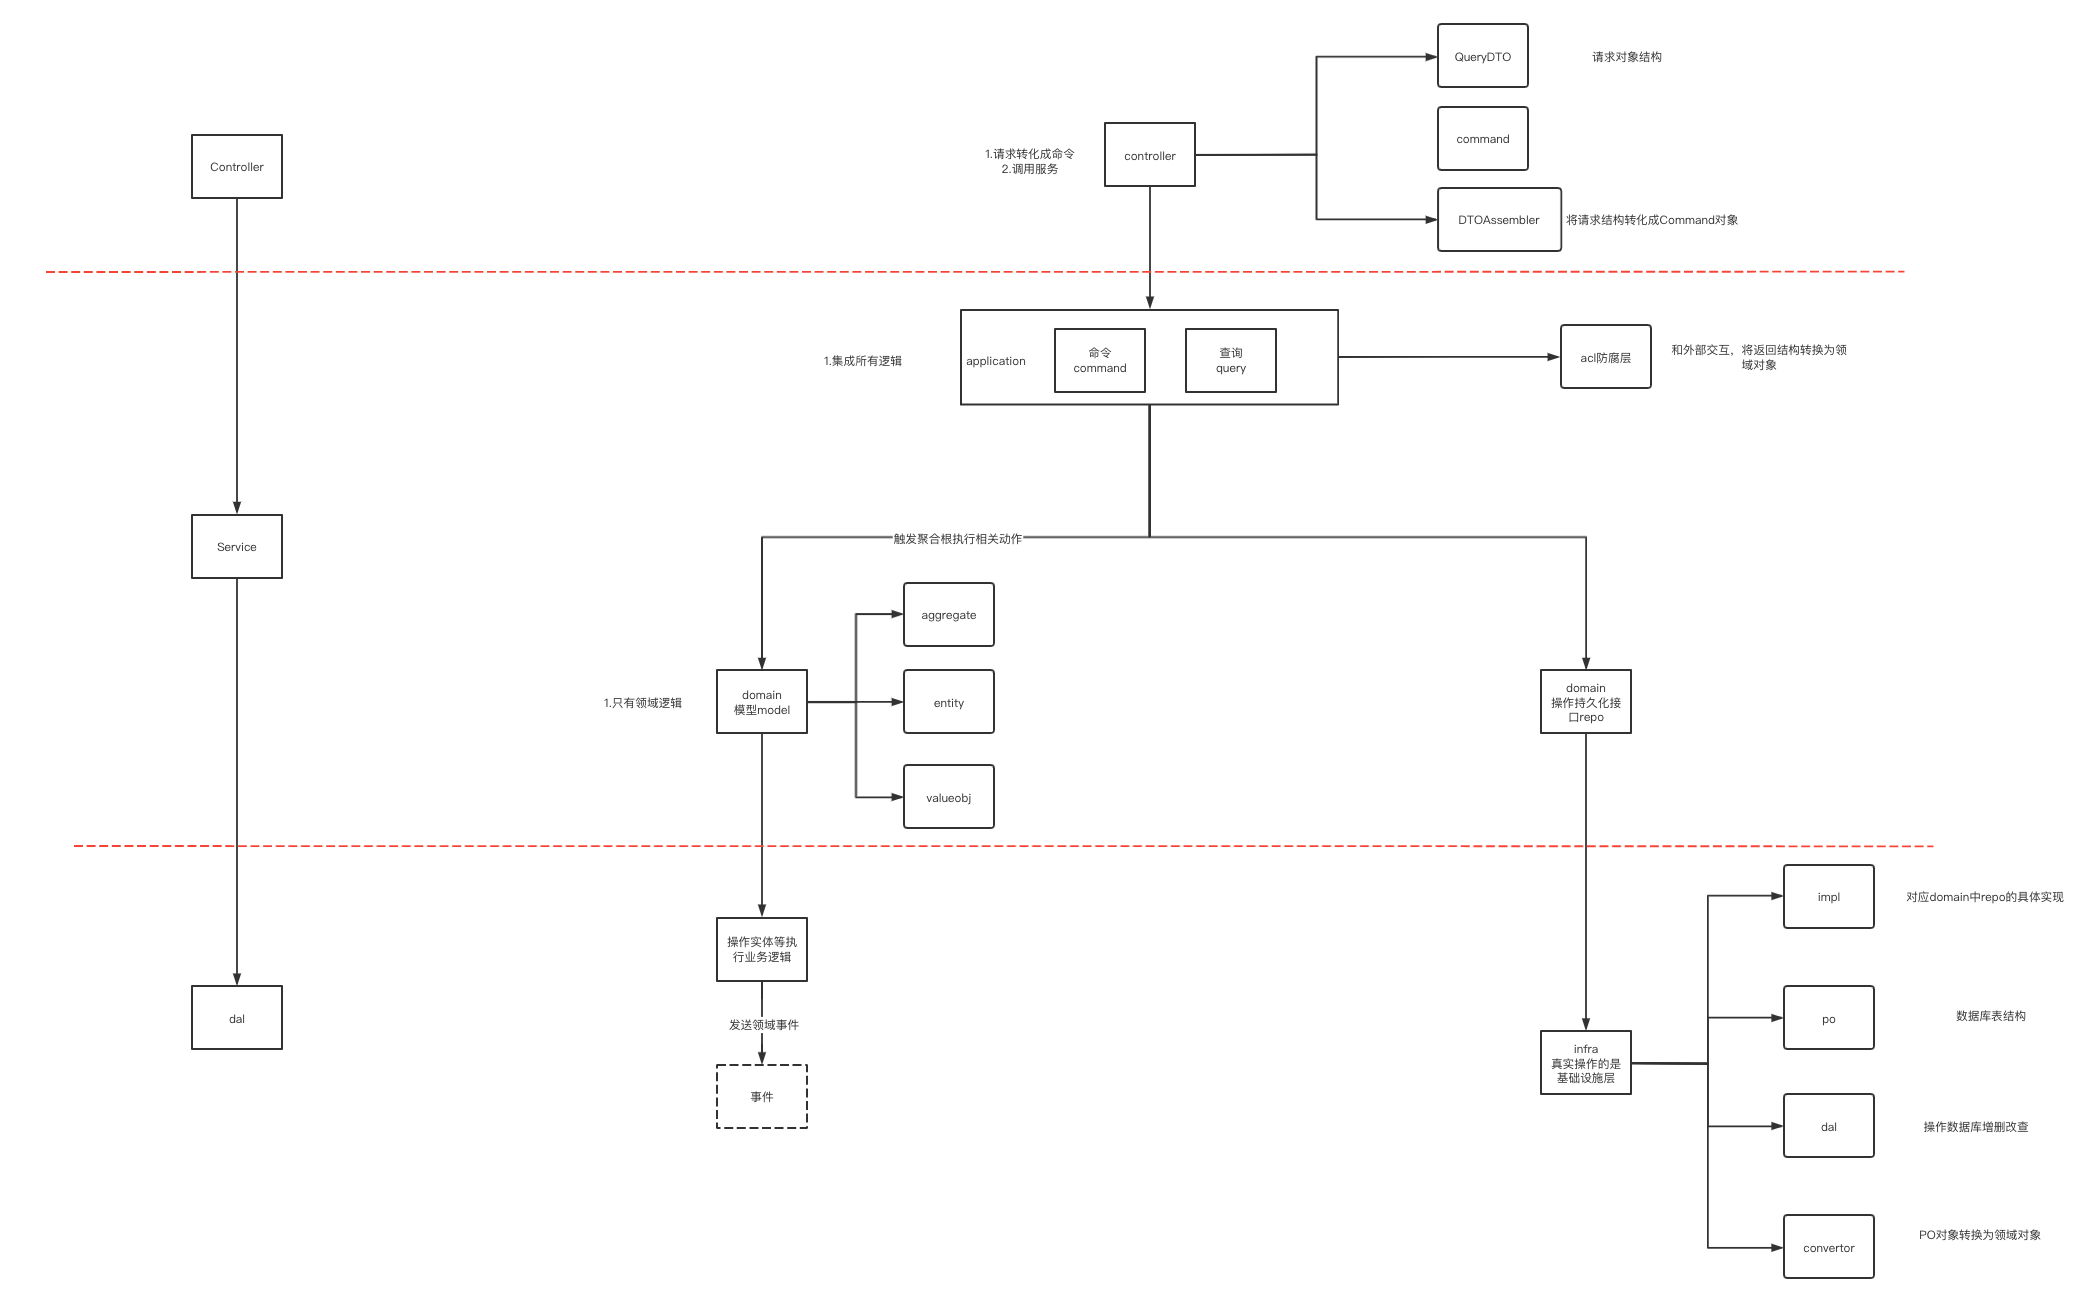 QueryDTO
请求对象结构
command
Controller
1.请求转化成命令
2.调用服务
controller
DTOAssembler
将请求结构转化成Command对象
1.集成所有逻辑
application
命令
command
查询
query
acl防腐层
和外部交互，将返回结构转换为领
域对象
Service
触发聚合根执行相关动作
aggregate
1.只有领域逻辑
domain
模型model
entity
domain
操作持久化接
口repo
valueobj
impl
对应domain中repo的具体实现
操作实体等执
行业务逻辑
dal
发送领域事件
po
数据库表结构
infra
真实操作的是
基础设施层
事件
dal
操作数据库增删改查
convertor
PO对象转换为领域对象